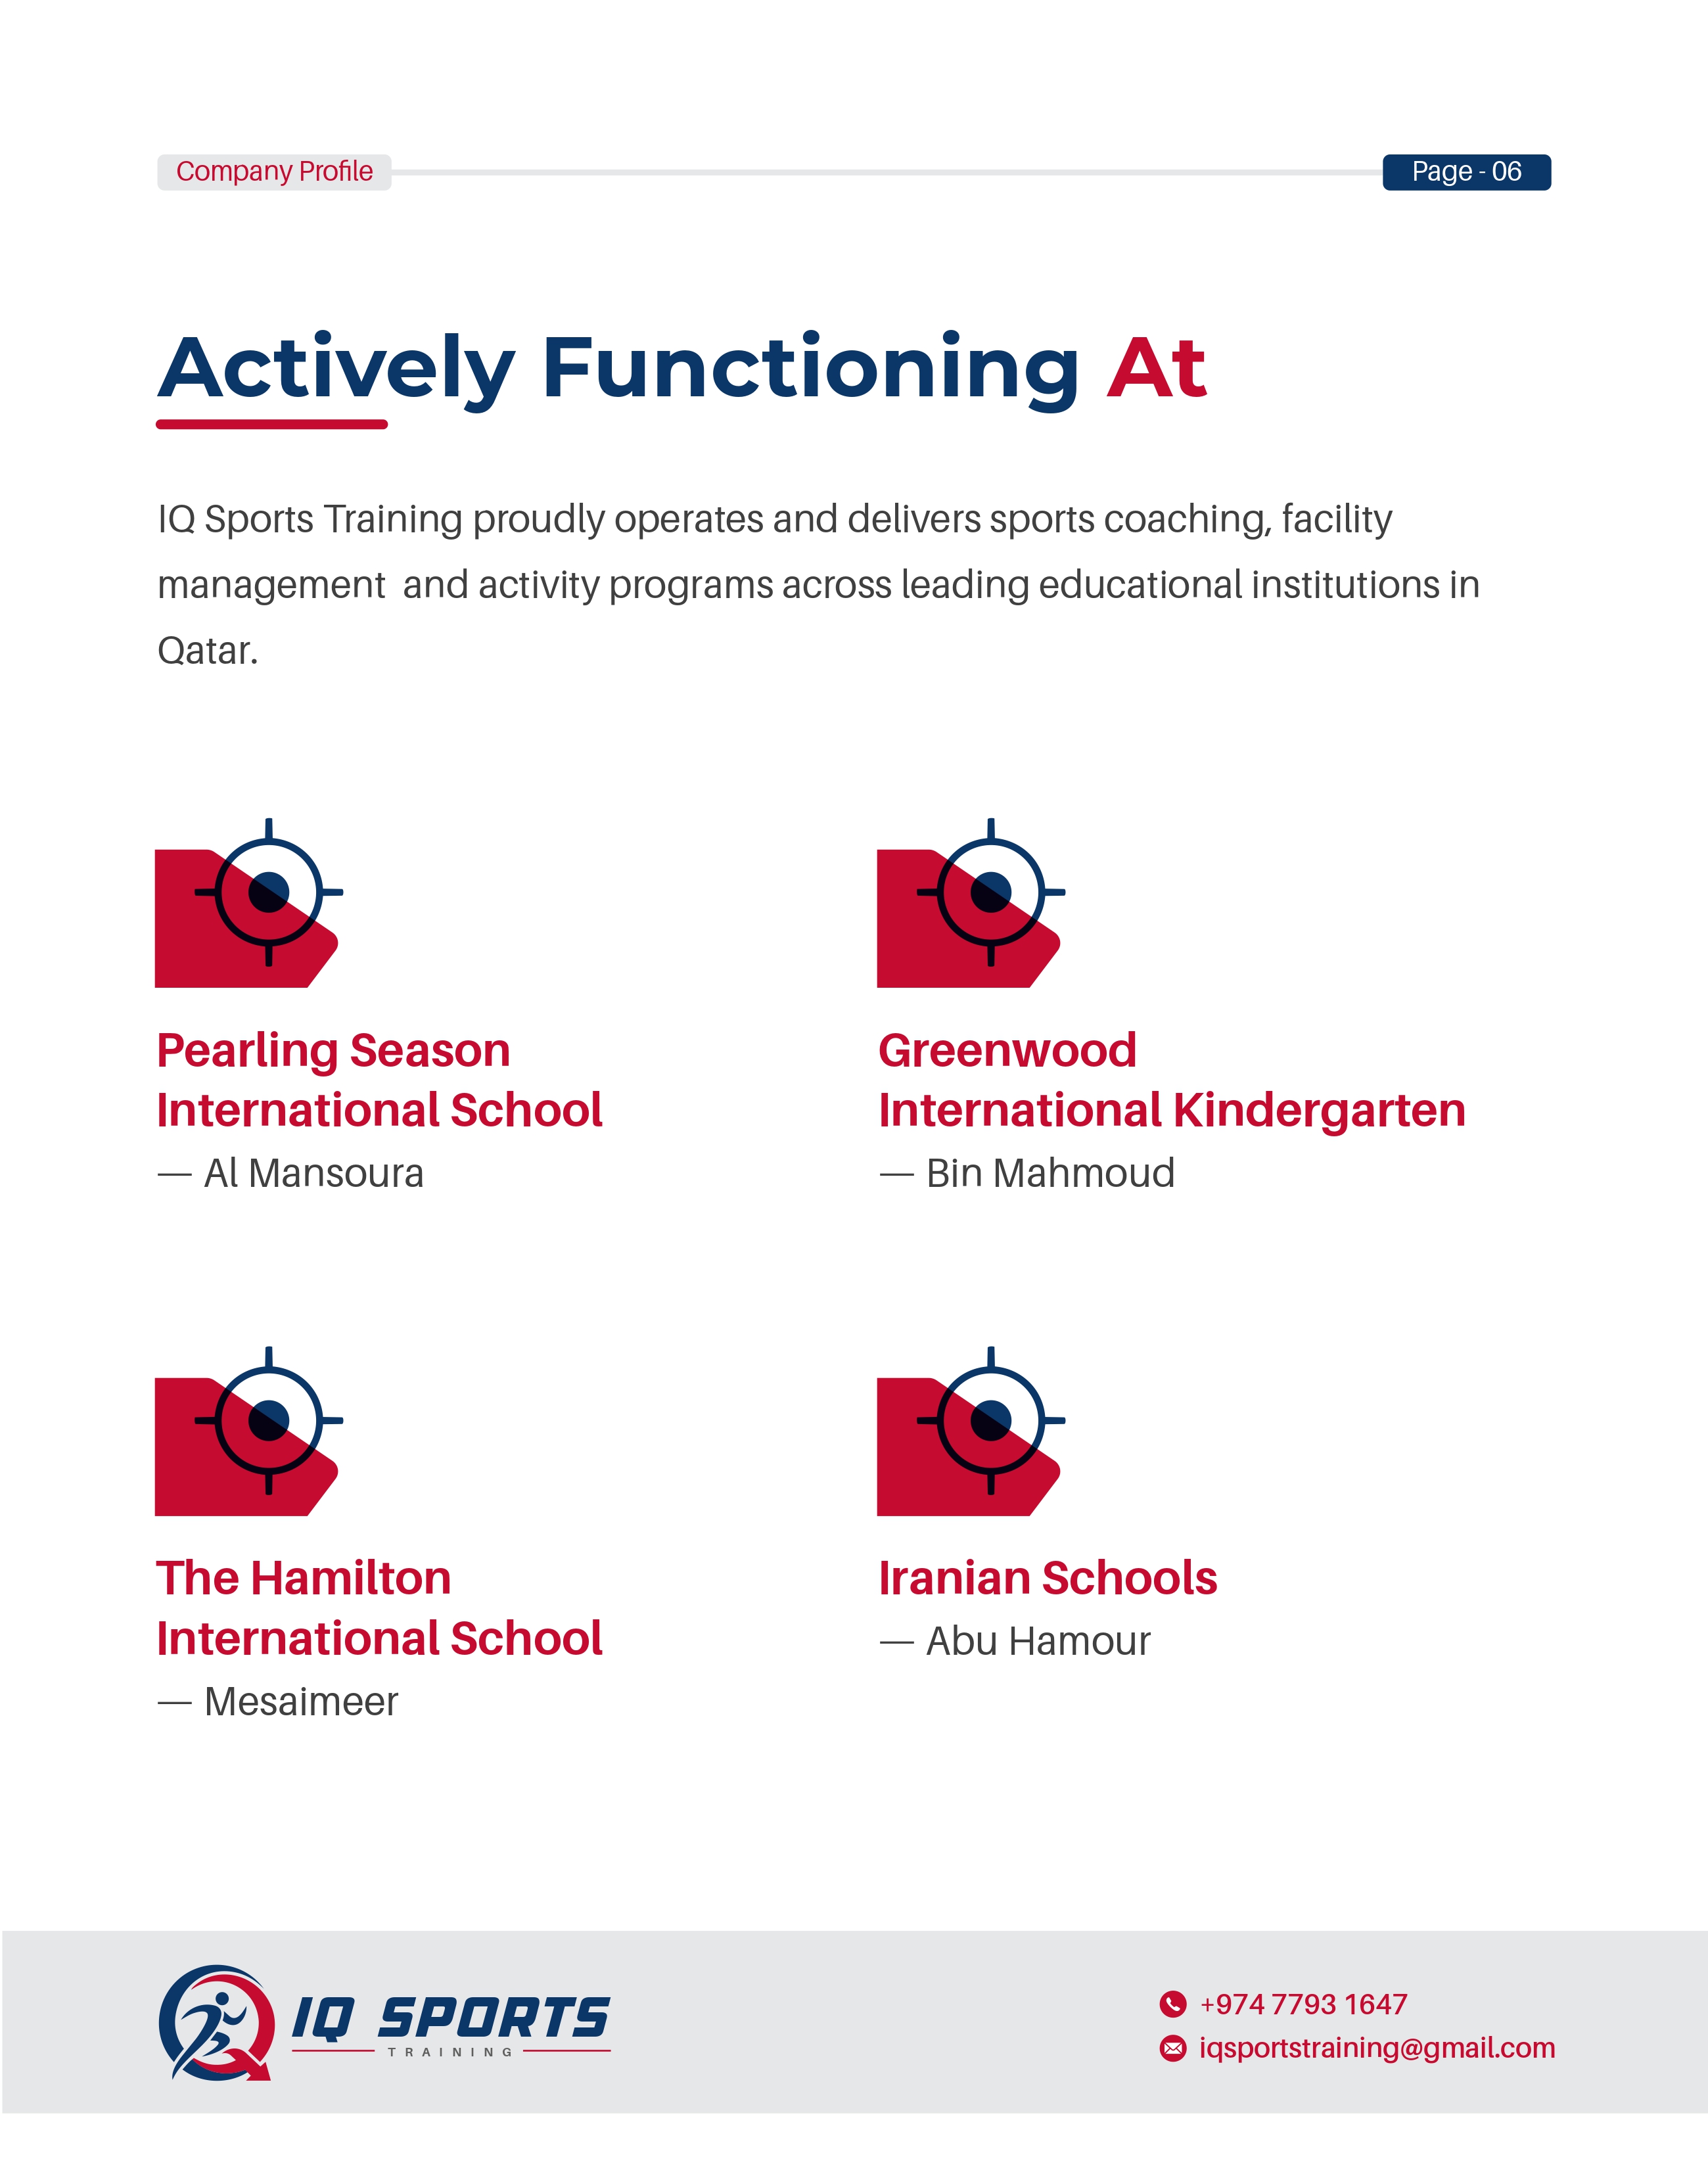 Company Profile
Page - 06
Actively Functioning At
IQ Sports Training proudly operates and delivers sports coaching, facility
management  and activity programs across leading educational institutions in
Qatar.
Pearling Season
International School
— Al Mansoura
Greenwood
International Kindergarten
— Bin Mahmoud
The Hamilton
International School
— Mesaimeer
Iranian Schools
— Abu Hamour
IQ SPORTS
TRAINING
+974 7793 1647
iqsportstraining@gmail.com